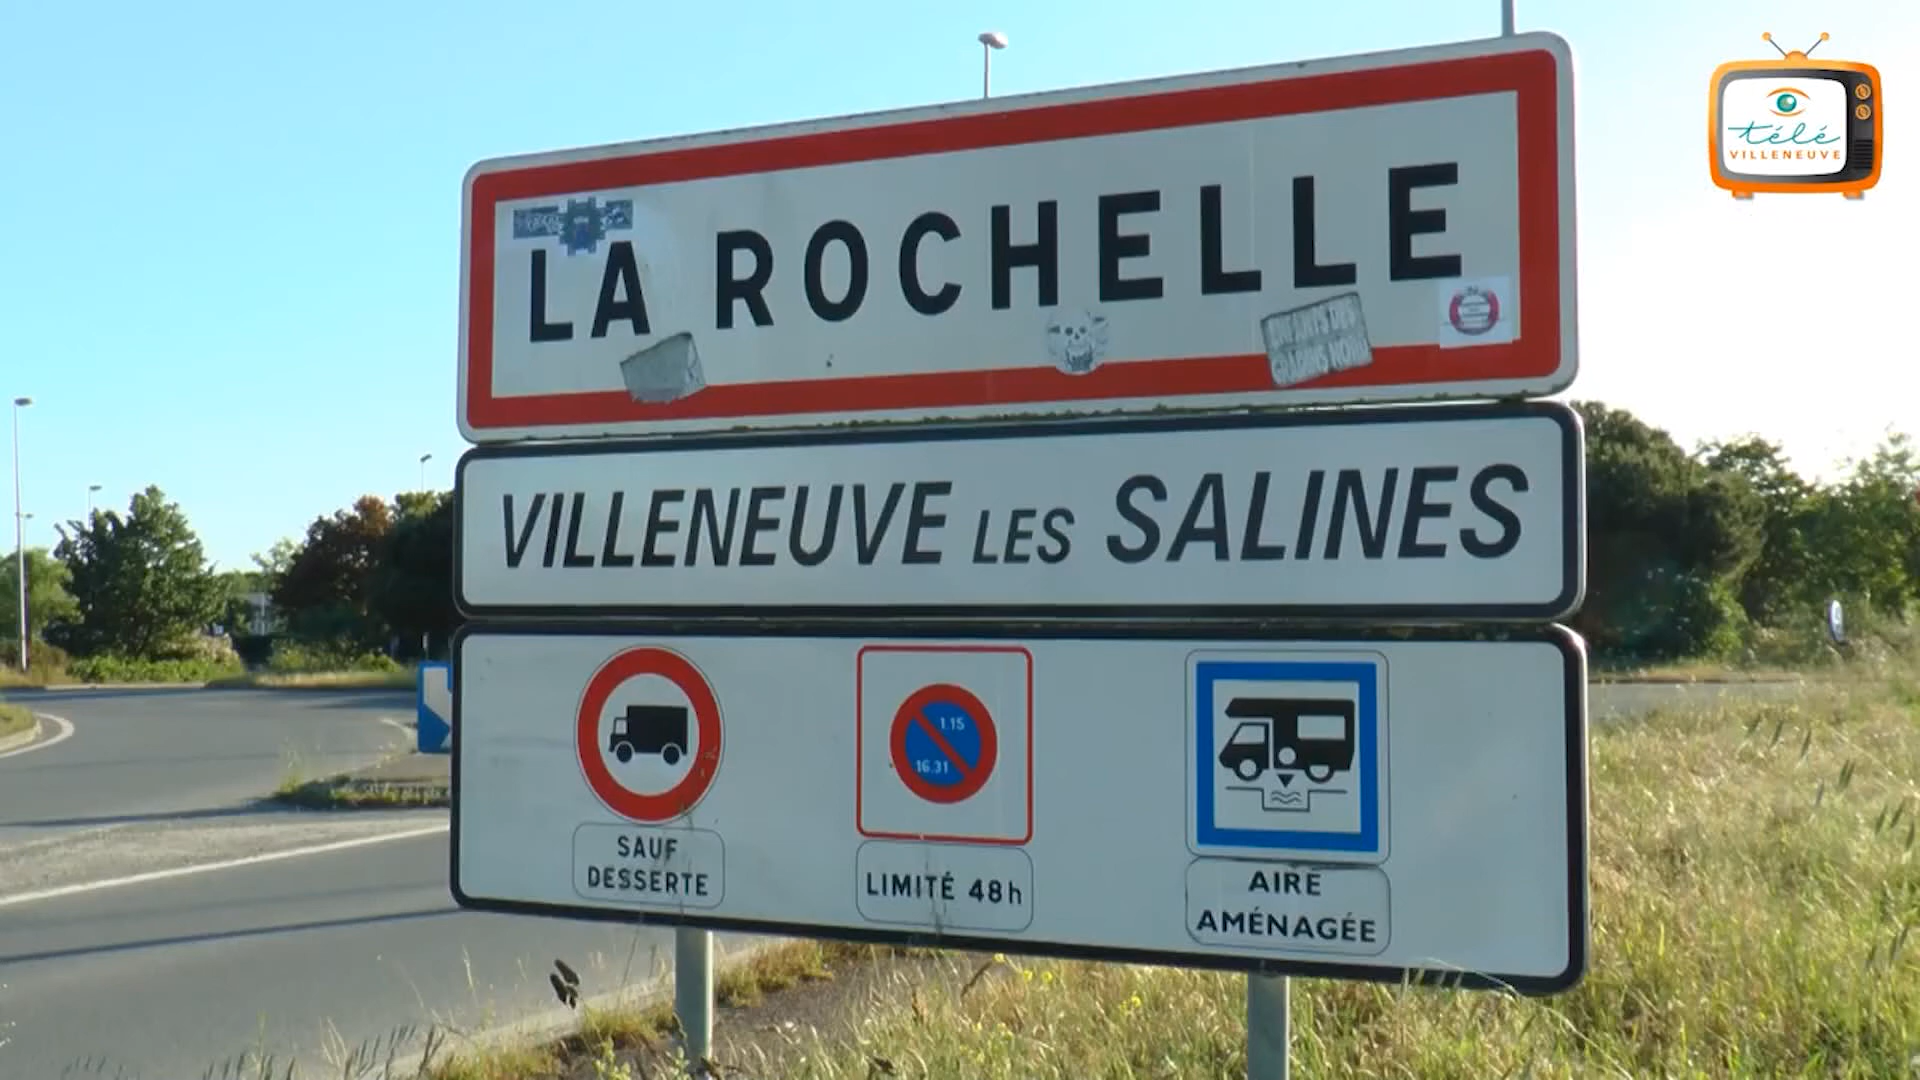 télé
VILLENEUVE
LA ROCHELLE
VILLENEUVE LES SALINES
1.15
16.31
SAUF
DESSERTE
LIMITÉ 48h
AIRE
AMÉNAGÉE